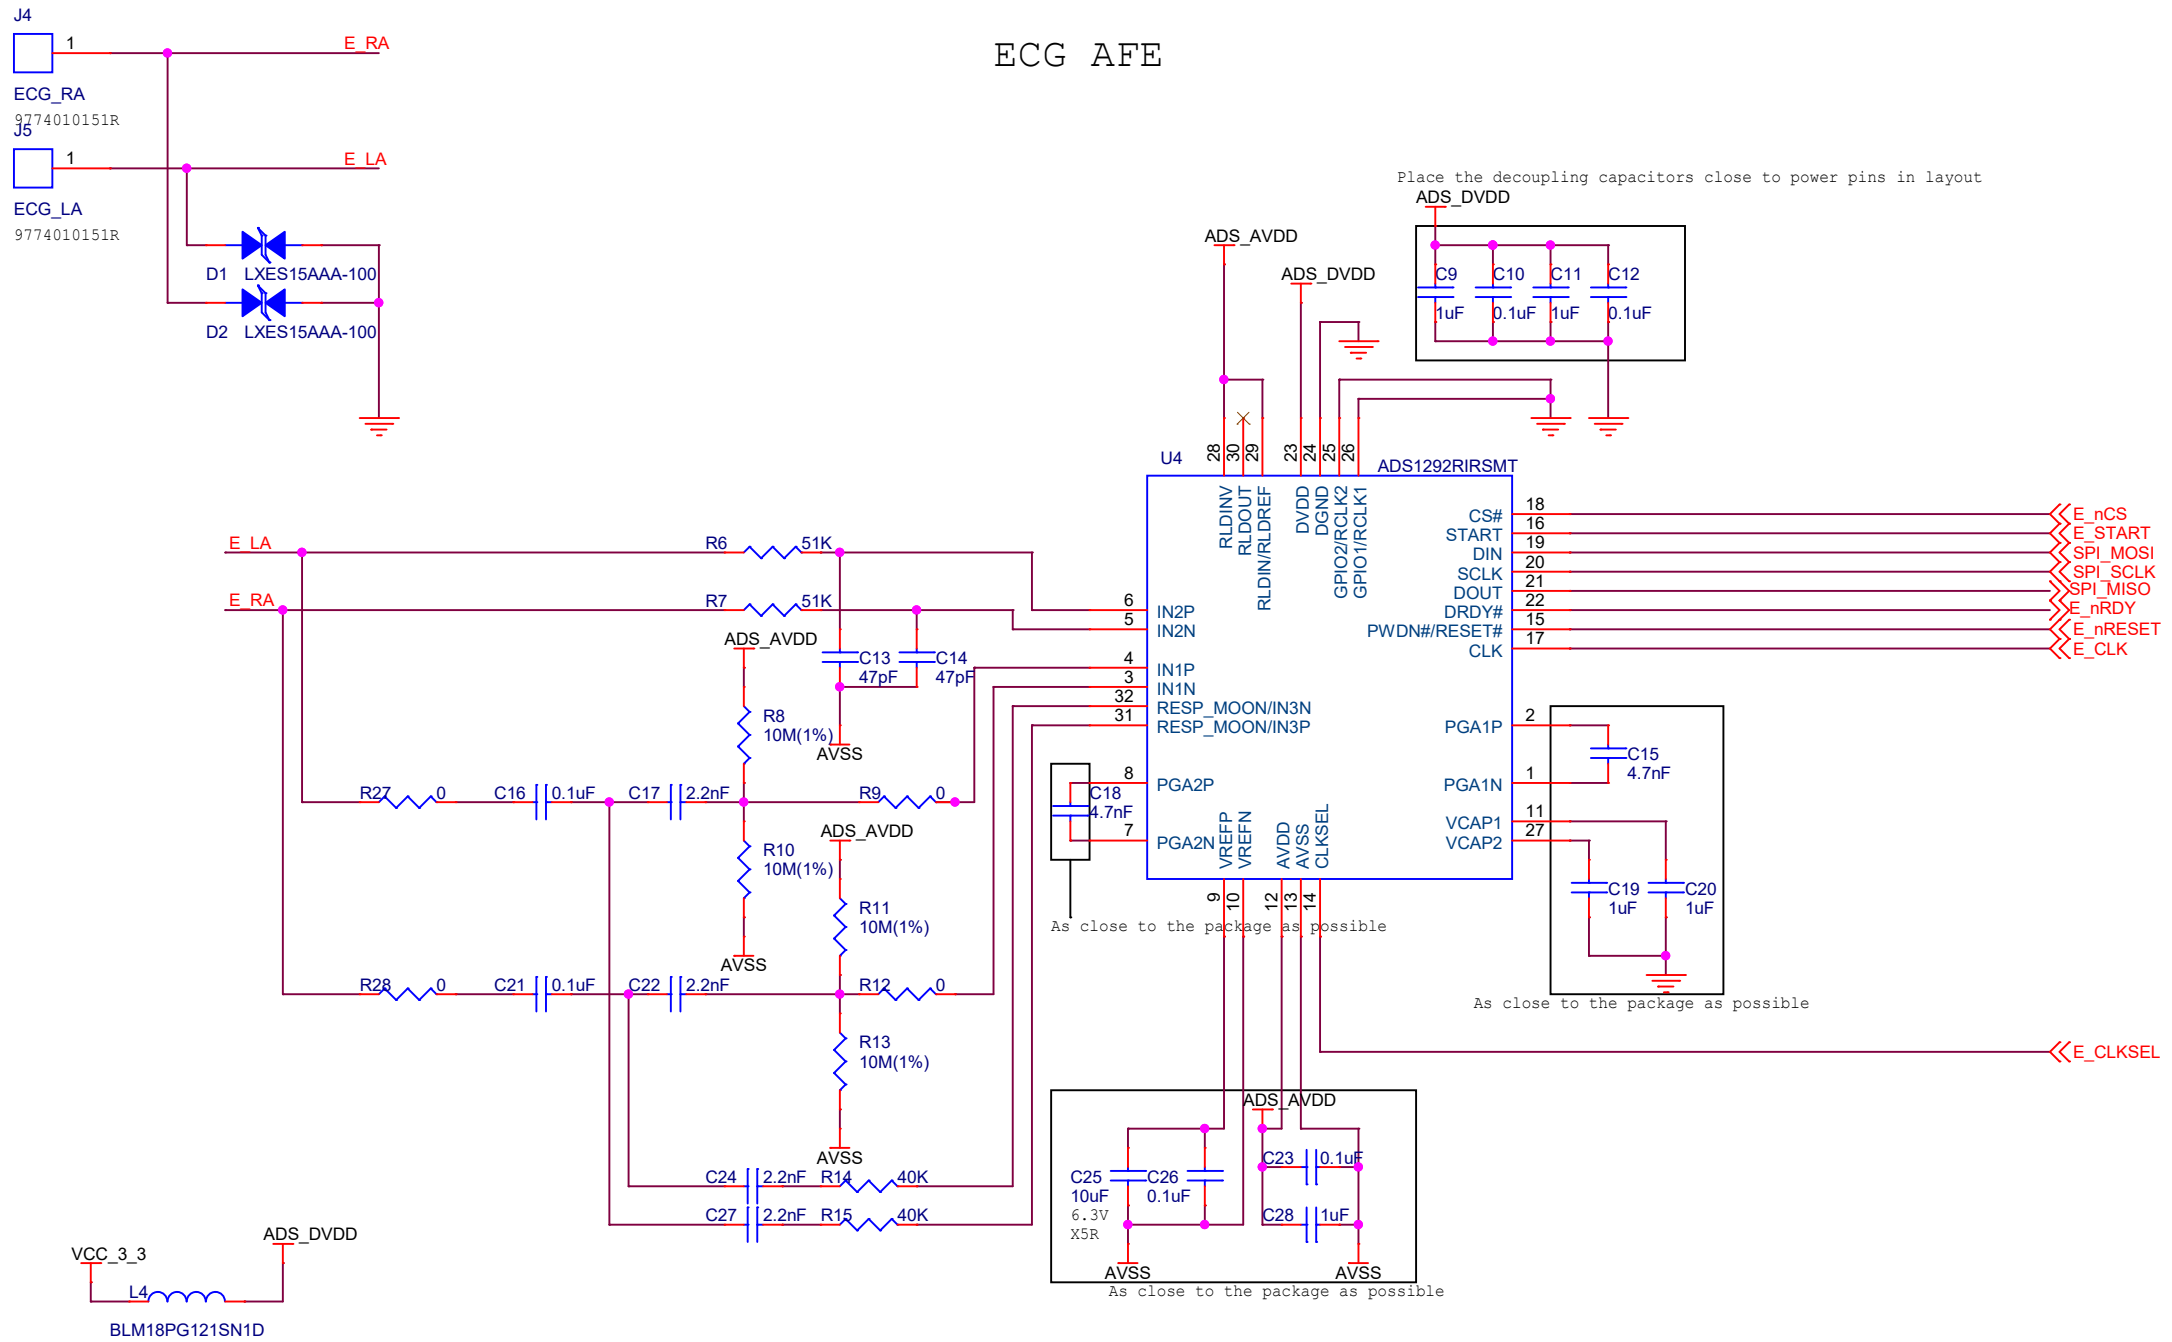 ECG AFE
J4
1
E_RA
ECG_RA
9774010151R
J5
1
E_LA
ECG_LA
9774010151R
D1 LXES15AAA-100
D2 LXES15AAA-100
Place the decoupling capacitors close to power pins in layout
ADS_DVDD
C9 C10 C11 C12
1uF 0.1uF 1uF 0.1uF
ADS_AVDD
ADS_DVDD
28 30 29 23 24 25 26
U4
ADS1292RIRSMT
RLDINV
RLDOUT
RLDIN/RLDREF
DVDD
DGND
GPIO2/RCLK2
GPIO1/RCLK1
CS# 18 E_nCS
START 16 E_START
DIN 19 SPI_MOSI
SCLK 20 SPI_SCLK
DOUT 21 SPI_MISO
DRDY# 22 E_nRDY
PWDN#/RESET# 15 E_nRESET
CLK 17 E_CLK
E_LA R6 51K
E_RA R7 51K
6 IN2P
5 IN2N
4 IN1P
3 IN1N
32 RESP_MOON/IN3N
31 RESP_MOON/IN3P
ADS_AVDD
C13 C14
47pF 47pF
R8
10M(1%)
AVSS
2 PGA1P
C15
4.7nF
1 PGA1N
11 VCAP1
27 VCAP2
8 PGA2P
C18
4.7nF
7 PGA2N
VREFP
VREFN
AVDD
AVSS
CLKSEL
9 10 12 13 14
R27 0 C16 0.1uF C17 2.2nF R9 0
ADS_AVDD
R10
10M(1%)
C19 C20
1uF 1uF
R11
10M(1%)
As close to the package as possible
AVSS
R28 0 C21 0.1uF C22 2.2nF R12 0
As close to the package as possible
R13
10M(1%)
E_CLKSEL
AVSS
ADS_AVDD
C24 2.2nF R14 40K
C27 2.2nF R15 40K
C25 C26
10uF 0.1uF
6.3V
X5R
C23 0.1uF
C28 1uF
AVSS AVSS
As close to the package as possible
VCC_3_3
ADS_DVDD
L4
BLM18PG121SN1D